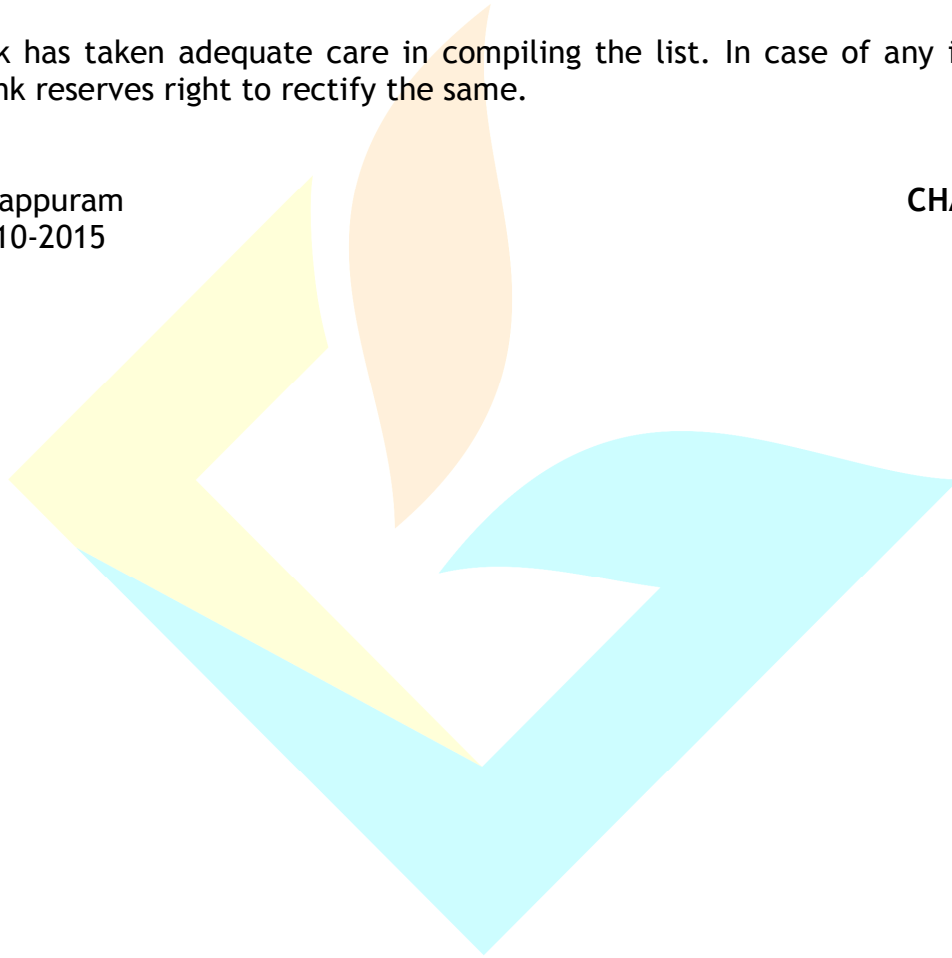 k has taken adequate care in compiling the list. In case of any i
nk reserves right to rectify the same.
appuram CHA
10-2015